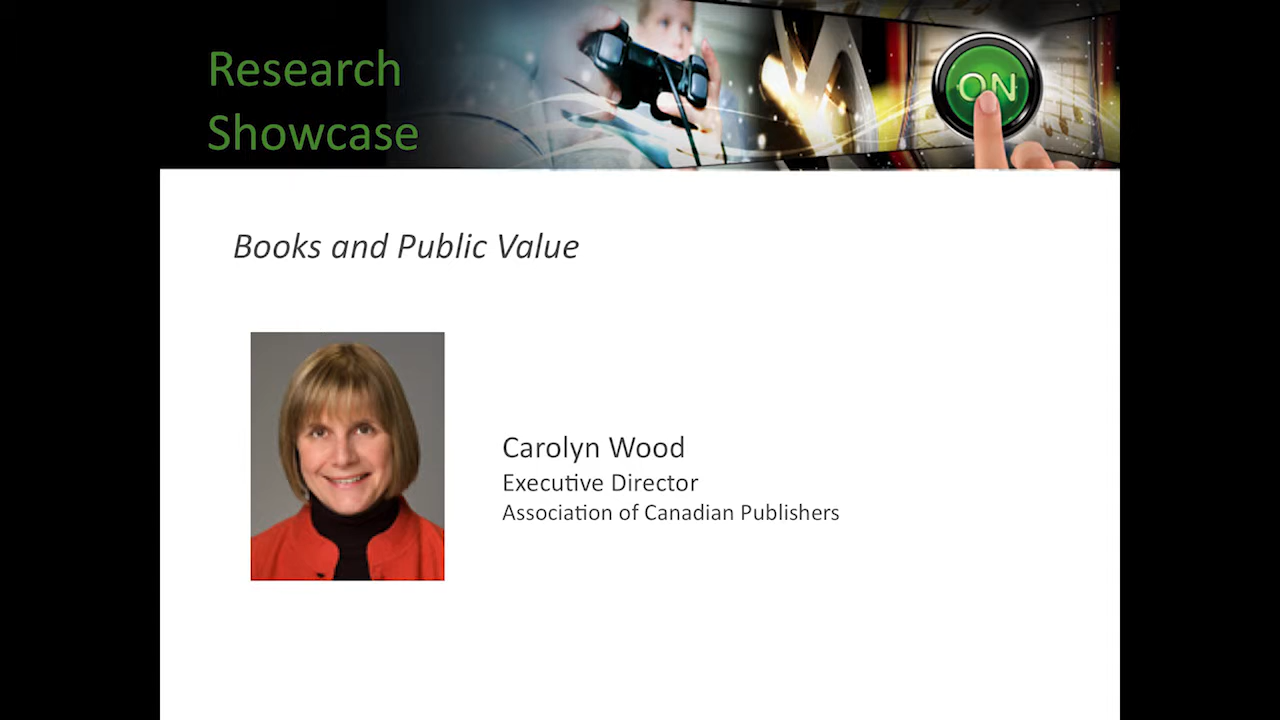 Research
Showcase
ON
Books and Public Value
Carolyn Wood
Executive Director
Association of Canadian Publishers